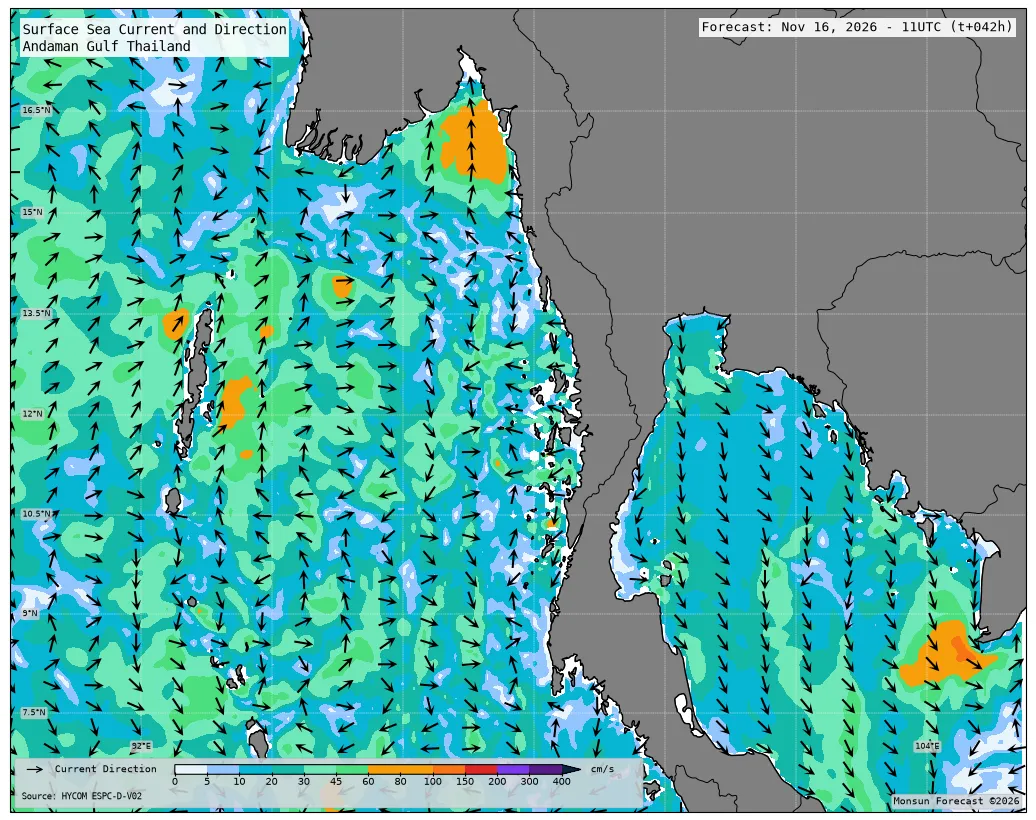 Surface Sea Current and Direction
Andaman Gulf Thailand
Forecast: Nov 16, 2026 - 11UTC (t+042h)
16.5°N
15°N
13.5°N
12°N
10.5°N
9°N
7.5°N
92°E
104°E
Current Direction
0 5 10 20 30 45 60 80 100 150 200 300 400 cm/s
Source: HYCOM ESPC-D-V02
Monsun Forecast ©2026